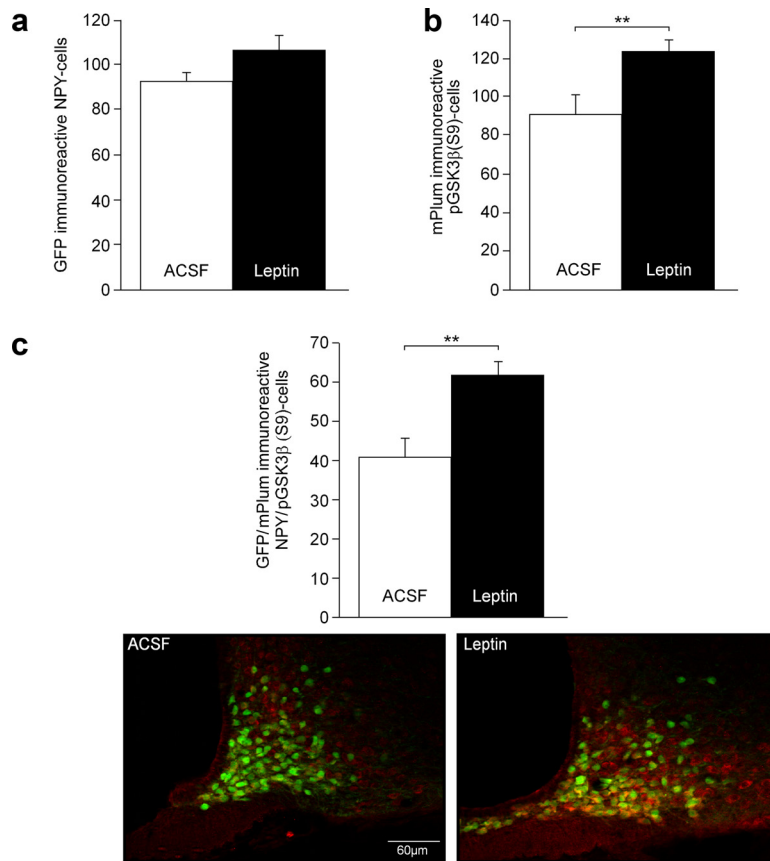 a
GFP immunoreactive NPY-cells
120
100
80
60
40
20
0
ACSF
Leptin
b
mPlum immunoreactive
pGSK3β(S9)-cells
140
120
100
80
60
40
20
0
**
ACSF
Leptin
c
GFP/mPlum immunoreactive
NPY/pGSK3β (S9)-cells
70
60
50
40
30
20
10
0
**
ACSF
Leptin
ACSF
60µm
Leptin